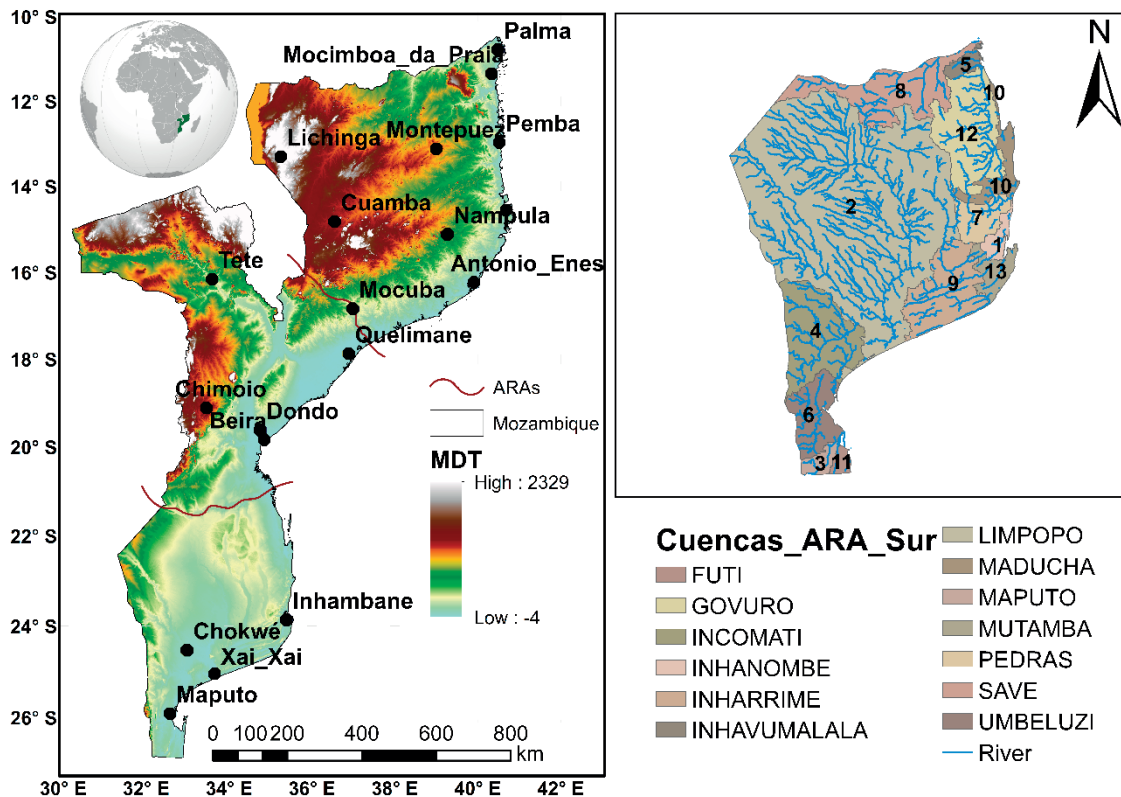 10° S
12° S
14° S
16° S
18° S
20° S
22° S
24° S
26° S
30° E
32° E
34° E
36° E
38° E
40° E
42° E
Palma
Mocimboa_da_Praia
Pemba
Montepuez
Lichinga
Cuamba
Nampula
Antonio_Enes
Tete
Mocuba
Quelimane
Chimoio
Dondo
Beira
Inhambane
Chokwé
Xai_Xai
Maputo
ARAs
Mozambique
MDT
High : 2329
Low : -4
0 100 200 400 600 800
km
N
5
8
10
12
10
2
7
1
13
9
4
6
3
11
Cuencas_ARA_Sur
FUTI
GOVURO
INCOMATI
INHANOMBE
INHARRIME
INHAVUMALALA
LIMPOPO
MADUCHA
MAPUTO
MUTAMBA
PEDRAS
SAVE
UMBELUZI
River